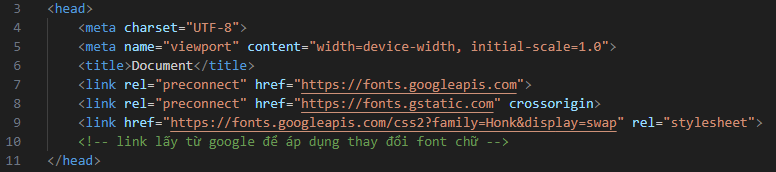 3 <head>
4 <meta charset="UTF-8">
5 <meta name="viewport" content="width=device-width, initial-scale=1.0">
6 <title>Document</title>
7 <link rel="preconnect" href="https://fonts.googleapis.com">
8 <link rel="preconnect" href="https://fonts.gstatic.com" crossorigin>
9 <link href="https://fonts.googleapis.com/css2?family=Honk&display=swap" rel="stylesheet">
10 <!-- link lấy từ google để áp dụng thay đổi font chữ -->
11 </head>